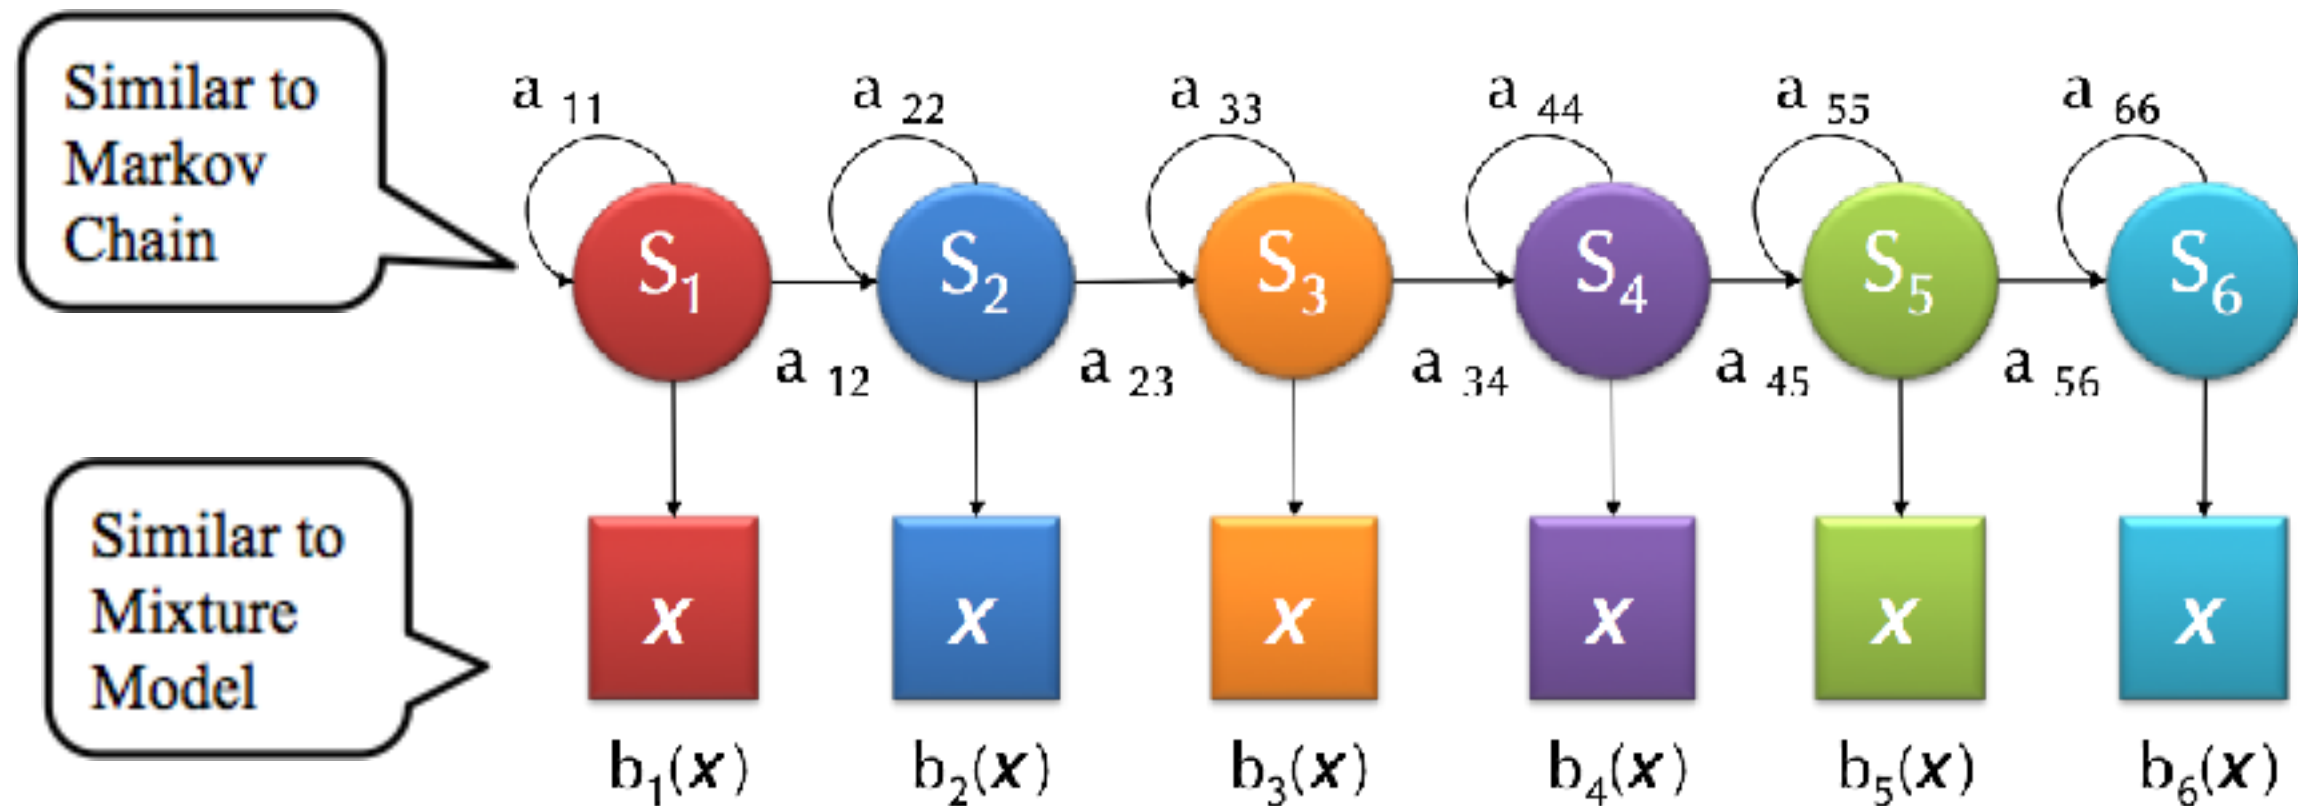 Similar to
Markov
Chain
a 11 a 22 a 33 a 44 a 55 a 66
S1 S2 S3 S4 S5 S6
a 12 a 23 a 34 a 45 a 56
Similar to
Mixture
Model
x x x x x x
b1(x) b2(x) b3(x) b4(x) b5(x) b6(x)